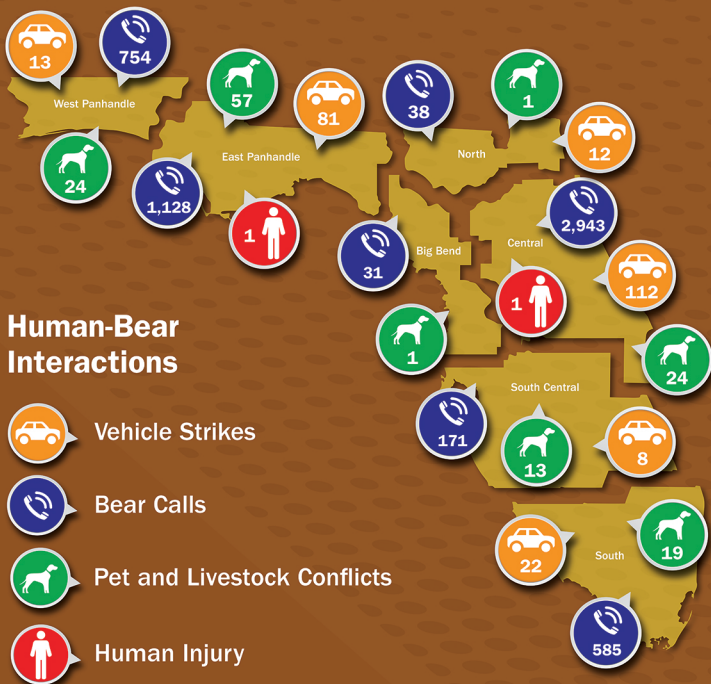 13
754
West Panhandle
24
57
81
East Panhandle
1,128
1
38
1
North
12
2,943
Central
31
Big Bend
1
112
1
24
South Central
171
13
8
22
19
South
585
Human-Bear
Interactions
Vehicle Strikes
Bear Calls
Pet and Livestock Conflicts
Human Injury